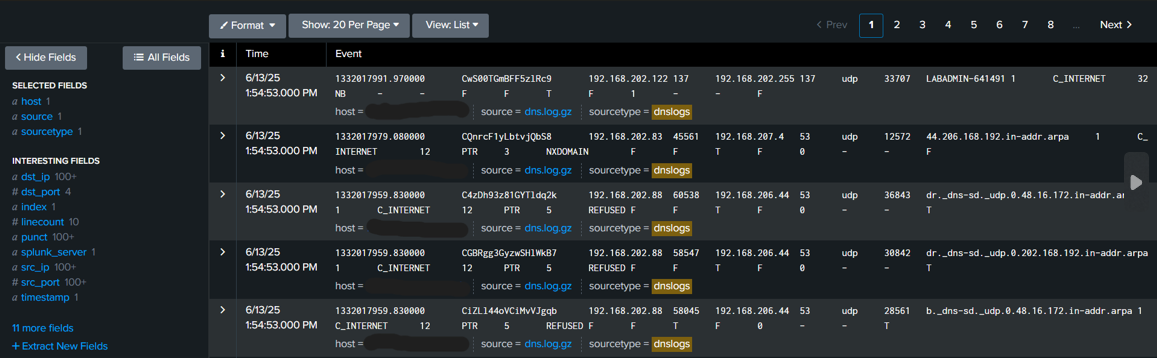 Format
Show: 20 Per Page
View: List
Prev 1 2 3 4 5 6 7 8 ... Next
Hide Fields
All Fields
SELECTED FIELDS
a host 1
a source 1
a sourcetype 1
INTERESTING FIELDS
a dst_ip 100+
# dst_port 4
a index 1
# linecount 10
a punct 100+
a splunk_server 1
a src_ip 100+
# src_port 100+
a timestamp 1
11 more fields
+ Extract New Fields
i Time Event
6/13/25 1332017991.970000 CwS00TGmBFF5zlRc9 192.168.202.122 137 192.168.202.255 137 udp 33707 LABADMIN-641491 1 C_INTERNET 32
1:54:53.000 PM NB - - F F T F 1 - - F
host = source = dns.log.gz sourcetype = dnslogs
6/13/25 1332017979.080000 CQnrcF1yLbtvjQbS8 192.168.202.83 45561 192.168.207.4 53 udp 12572 44.206.168.192.in-addr.arpa 1 C_
1:54:53.000 PM INTERNET 12 PTR 3 NXDOMAIN F F T F 0 - - F
host = source = dns.log.gz sourcetype = dnslogs
6/13/25 1332017959.830000 C4zDh93z81GYTldq2k 192.168.202.88 60538 192.168.206.44 53 udp 36843 dr._dns-sd._udp.0.48.16.172.in-addr.ar
1:54:53.000 PM 1 C_INTERNET 12 PTR 5 REFUSED F F T F 0 - - T
host = source = dns.log.gz sourcetype = dnslogs
6/13/25 1332017959.830000 CGBRgg3GyzwSHlWkB7 192.168.202.88 58547 192.168.206.44 53 udp 30842 dr._dns-sd._udp.0.202.168.192.in-addr.arpa
1:54:53.000 PM 1 C_INTERNET 12 PTR 5 REFUSED F F T F 0 - - T
host = source = dns.log.gz sourcetype = dnslogs
6/13/25 1332017959.830000 CiZLl44oVCiMvVJgqb 192.168.202.88 58045 192.168.206.44 53 udp 28561 b._dns-sd._udp.0.48.16.172.in-addr.arpa 1
1:54:53.000 PM C_INTERNET 12 PTR 5 REFUSED F F T F 0 - - T
host = source = dns.log.gz sourcetype = dnslogs